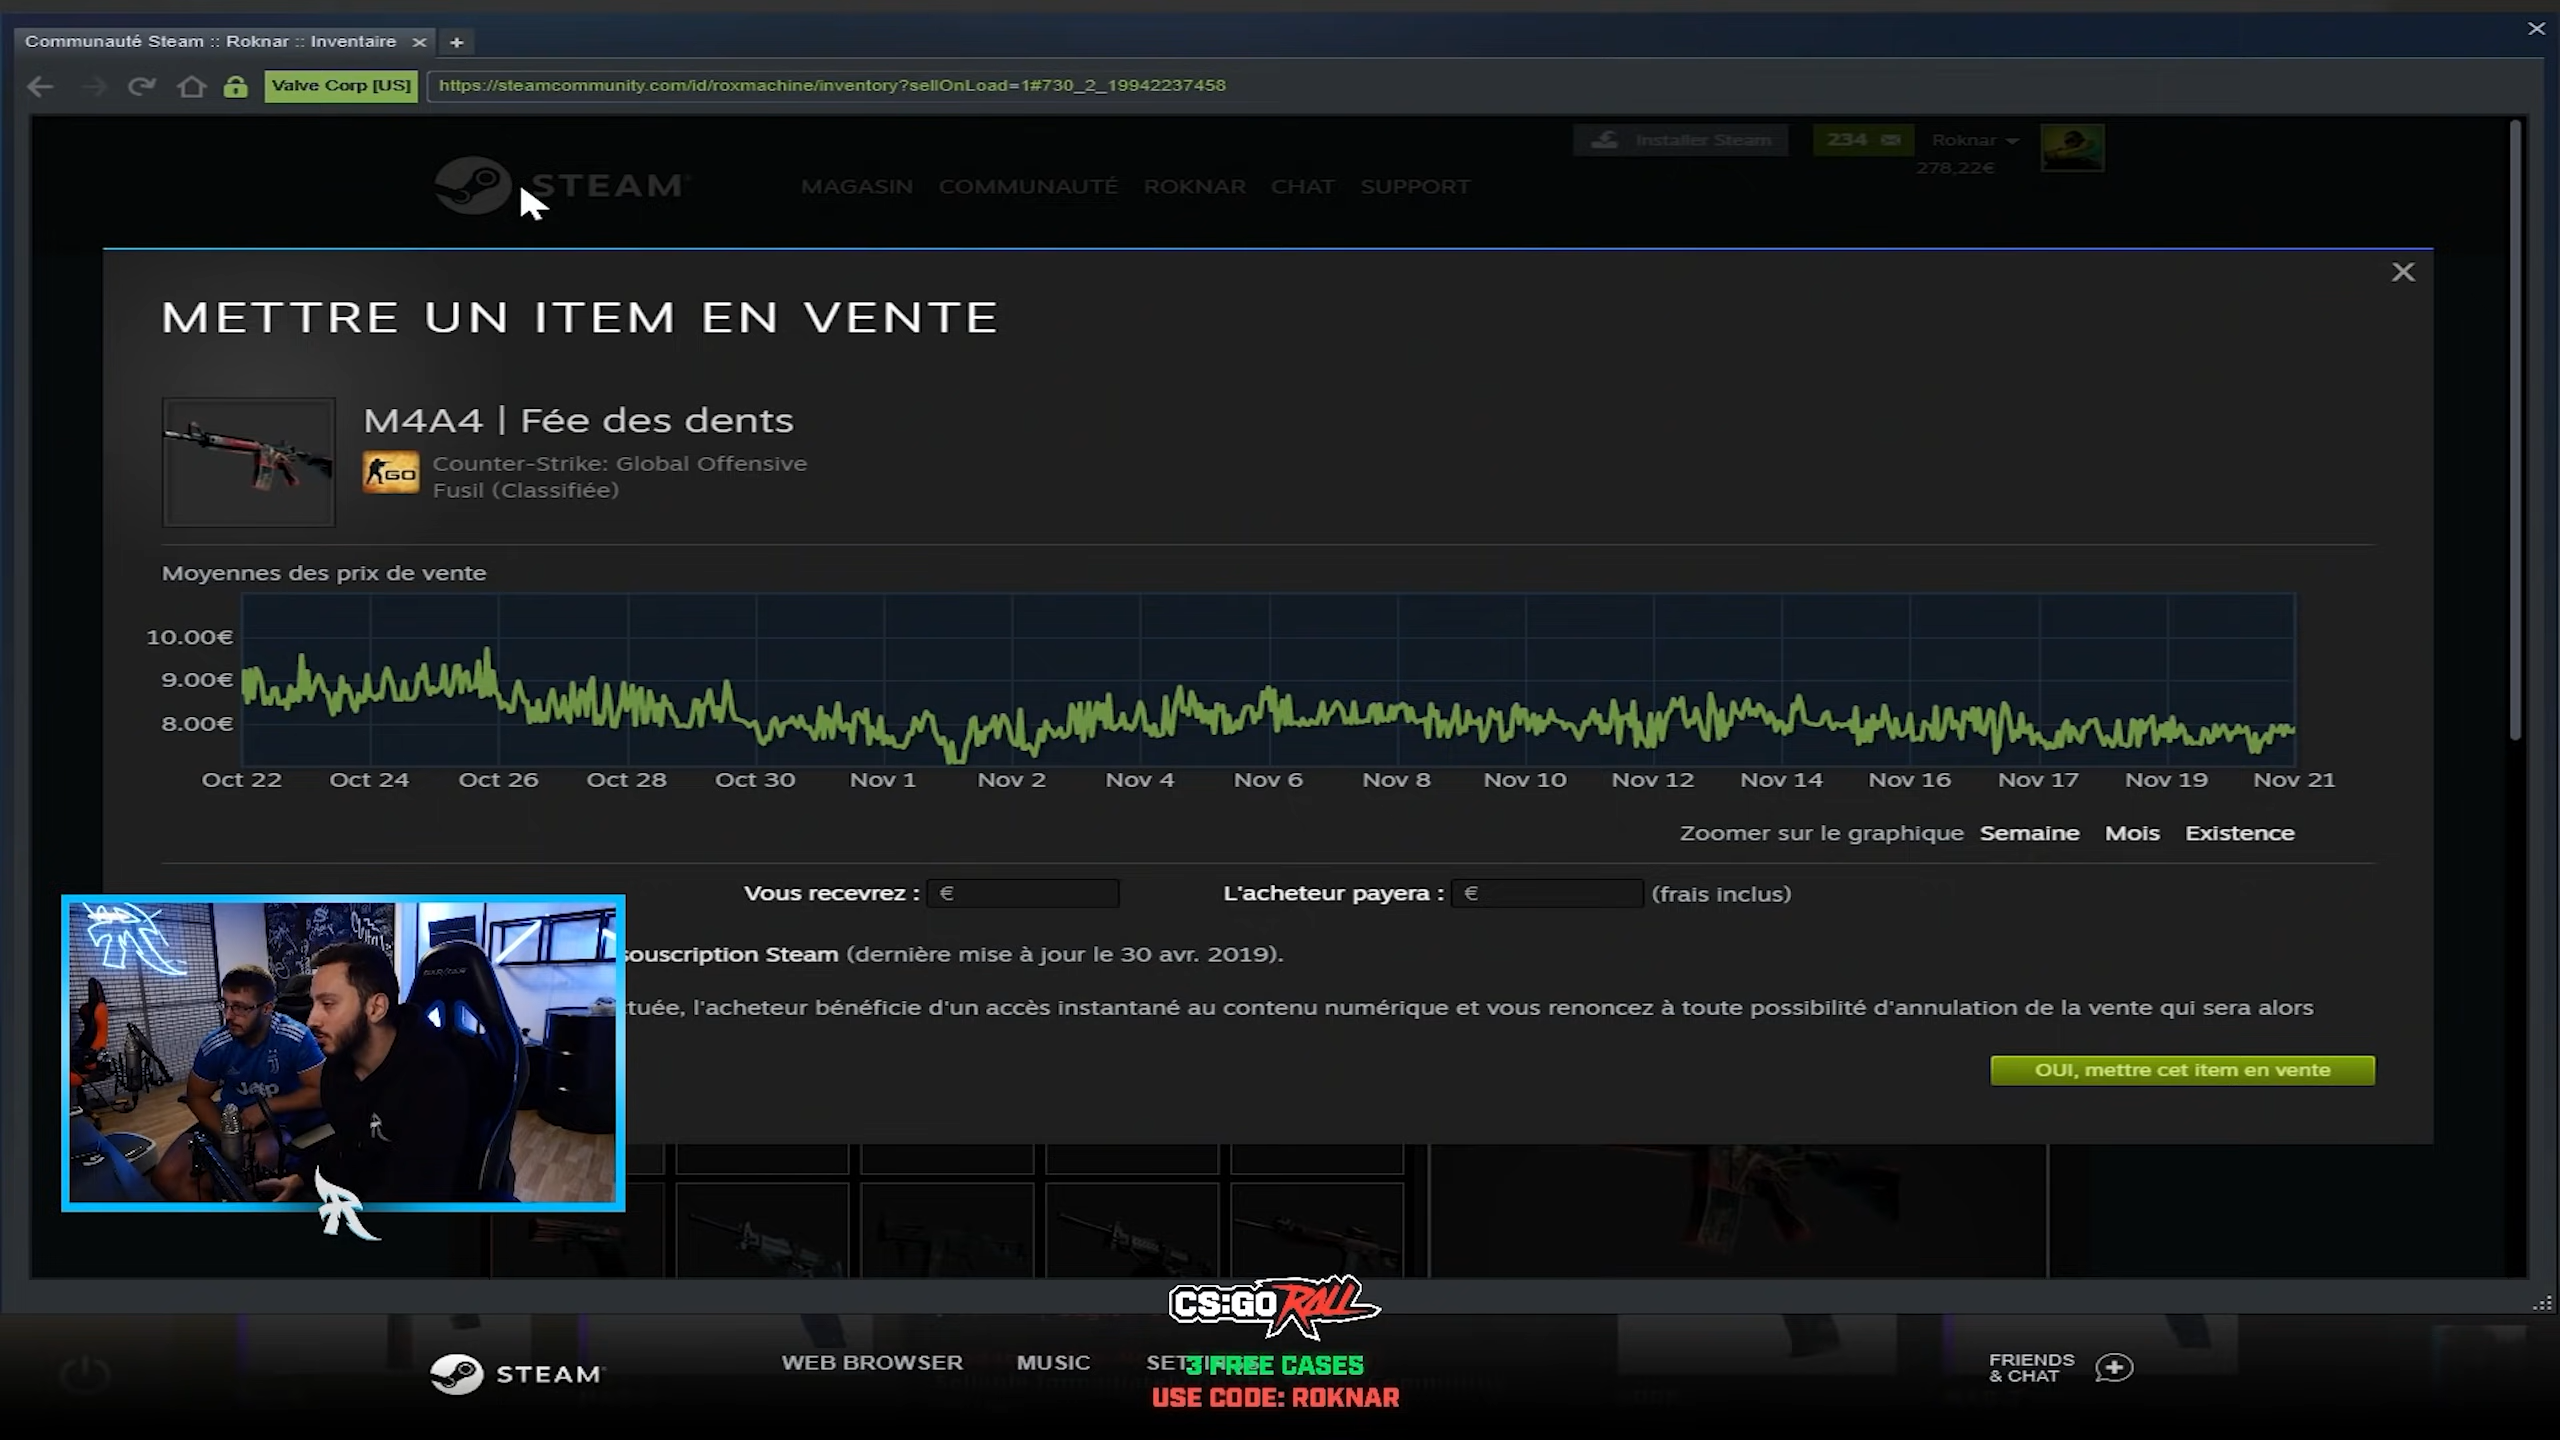 Communauté Steam :: Roknar :: Inventaire
Valve Corp [US]
https://steamcommunity.com/id/roxmachine/inventory?sellOnLoad=1#730_2_19942237458
Installer Steam
234
Roknar
278,22€
STEAM
MAGASIN COMMUNAUTÉ ROKNAR CHAT SUPPORT
METTRE UN ITEM EN VENTE
M4A4 | Fée des dents
GO
Counter-Strike: Global Offensive
Fusil (Classifiée)
Moyennes des prix de vente
10.00€
9.00€
8.00€
Oct 22 Oct 24 Oct 26 Oct 28 Oct 30 Nov 1 Nov 2 Nov 4 Nov 6 Nov 8 Nov 10 Nov 12 Nov 14 Nov 16 Nov 17 Nov 19 Nov 21
Zoomer sur le graphique Semaine Mois Existence
Vous recevrez : €
L'acheteur payera : € (frais inclus)
souscription Steam (dernière mise à jour le 30 avr. 2019).
tuée, l'acheteur bénéficie d'un accès instantané au contenu numérique et vous renoncez à toute possibilité d'annulation de la vente qui sera alors
OUI, mettre cet item en vente
Jeep
CS:GO ROLL
STEAM
WEB BROWSER MUSIC
3 FREE CASES
USE CODE: ROKNAR
FRIENDS
& CHAT